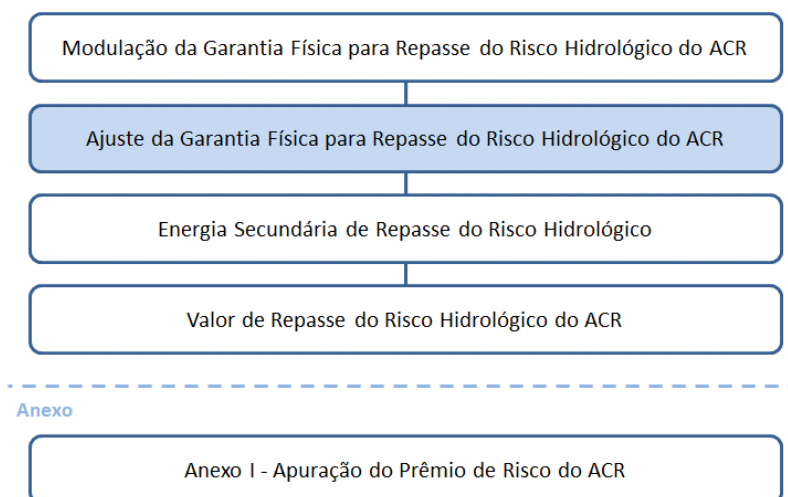 Modulação da Garantia Física para Repasse do Risco Hidrológico do ACR
Ajuste da Garantia Física para Repasse do Risco Hidrológico do ACR
Energia Secundária de Repasse do Risco Hidrológico
Valor de Repasse do Risco Hidrológico do ACR
Anexo
Anexo I - Apuração do Prêmio de Risco do ACR